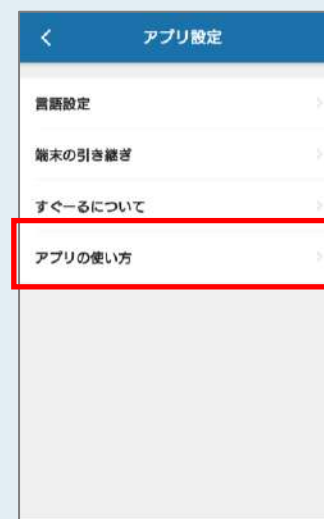 アプリ設定
言語設定
端末の引き継ぎ
すぐーるについて
アプリの使い方